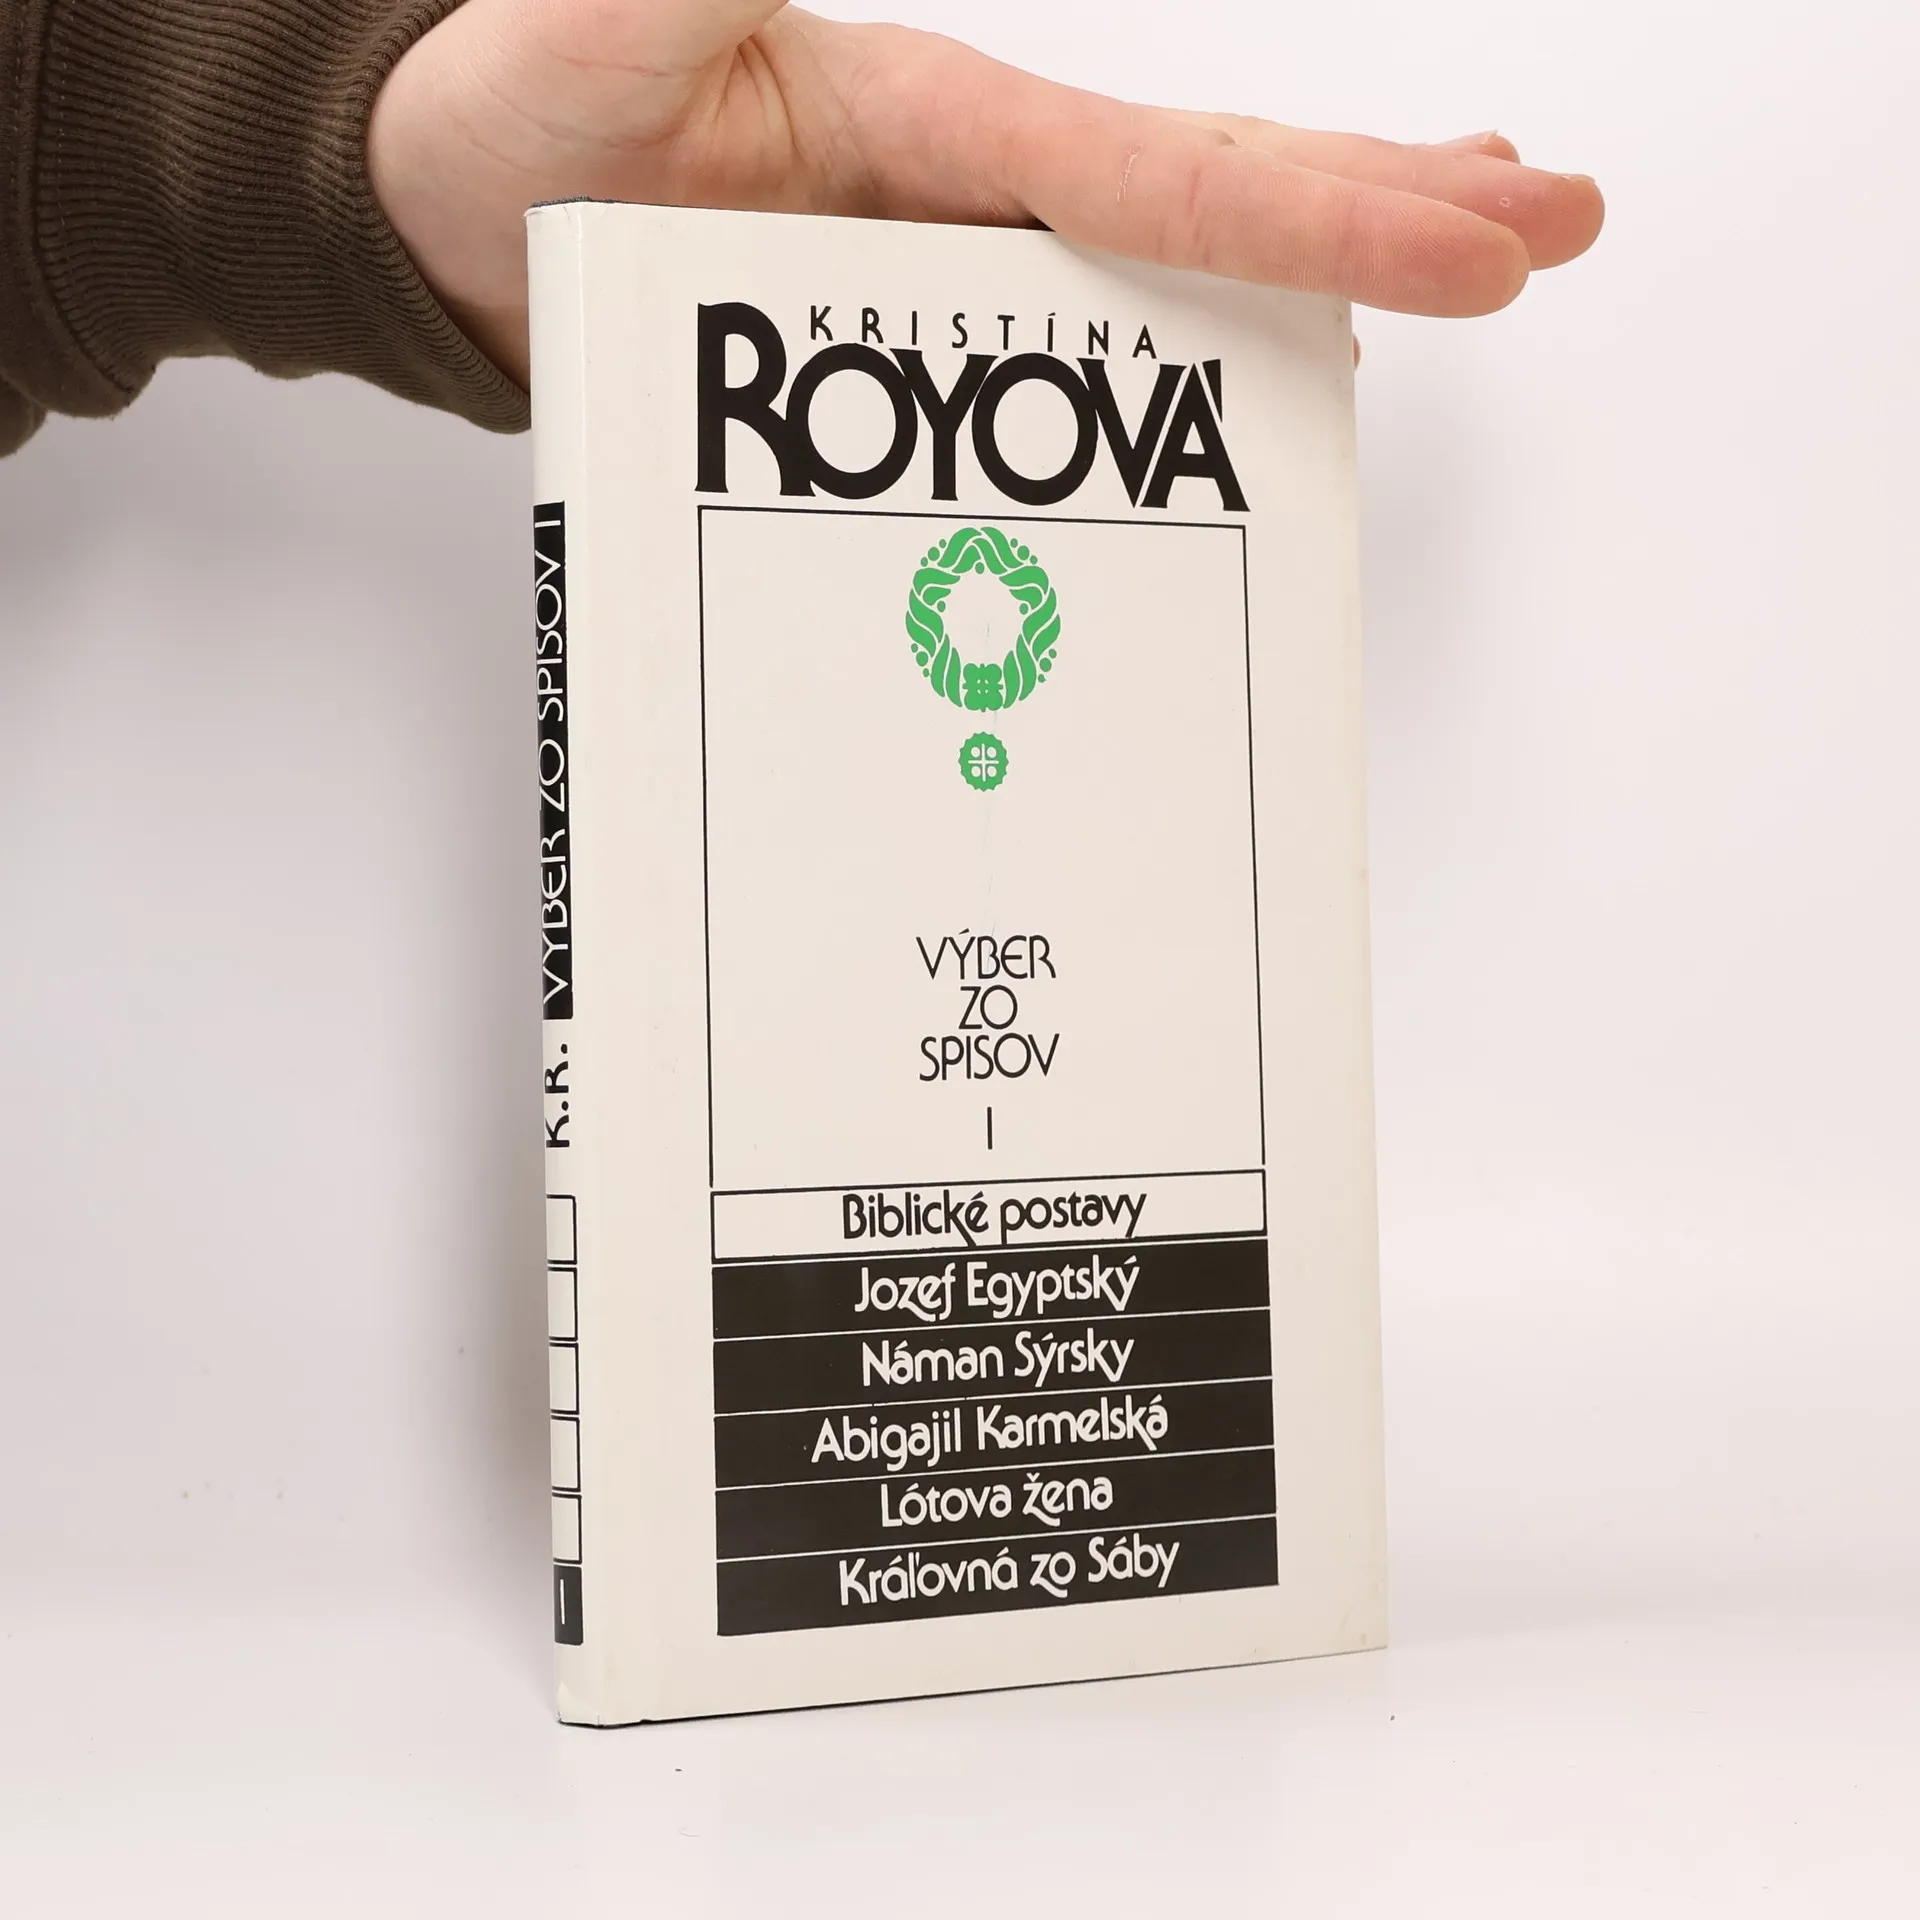 KRISTÍNA
ROYOVÁ
VÝBER
ZO
SPISOV
I
Biblické postavy
Jozef Egyptský
Náman Sýrsky
Abigajil Karmelská
Lótova žena
Kráľovná zo Sáby
I K.R. VÝBER ZO SPISOV I